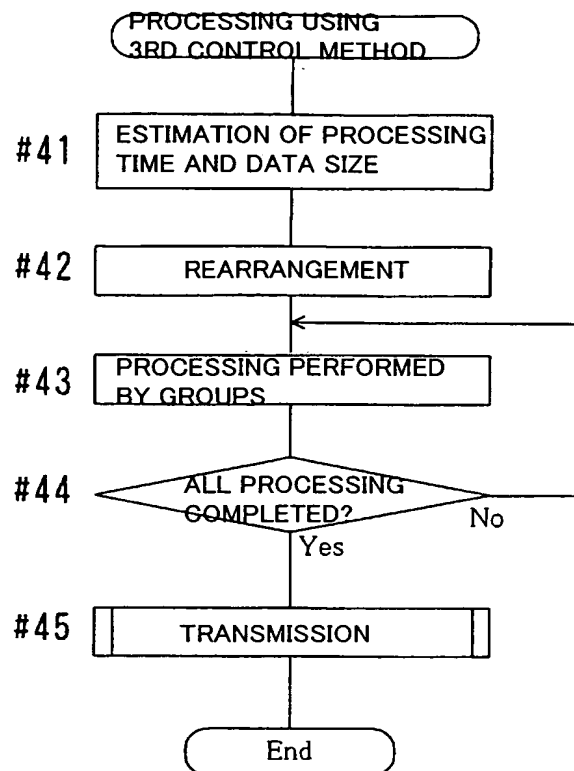 PROCESSING USING
3RD CONTROL METHOD
#41
ESTIMATION OF PROCESSING
TIME AND DATA SIZE
#42
REARRANGEMENT
#43
PROCESSING PERFORMED
BY GROUPS
#44
ALL PROCESSING
COMPLETED?
No
Yes
#45
TRANSMISSION
End